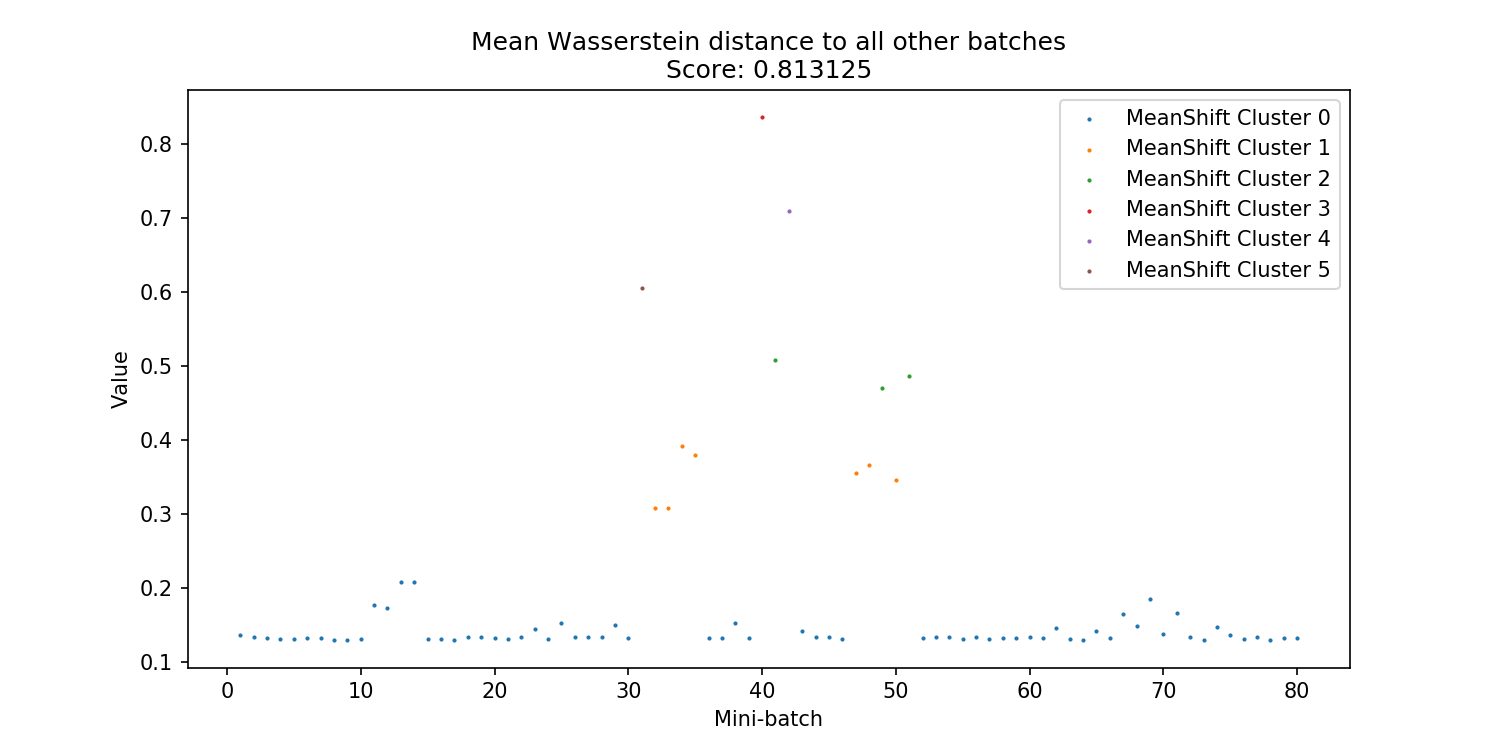 Mean Wasserstein distance to all other batches
Score: 0.813125
MeanShift Cluster 0
MeanShift Cluster 1
MeanShift Cluster 2
MeanShift Cluster 3
MeanShift Cluster 4
MeanShift Cluster 5
Value
0.8
0.7
0.6
0.5
0.4
0.3
0.2
0.1
0 10 20 30 40 50 60 70 80
Mini-batch